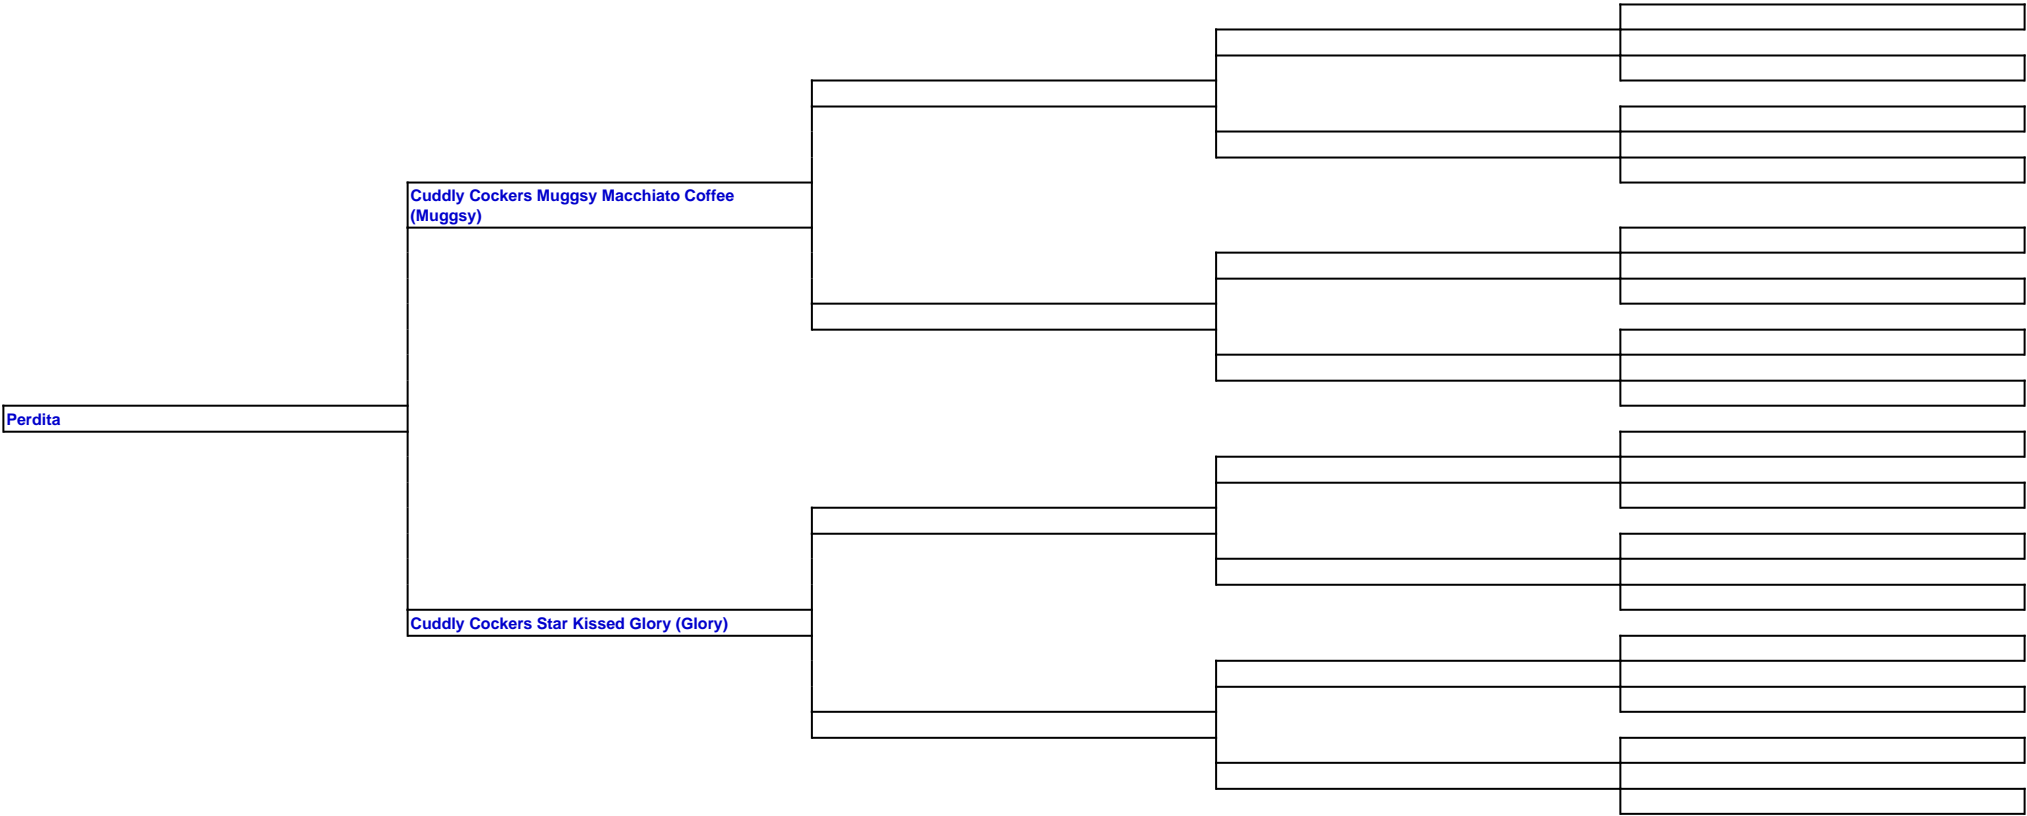 Cuddly Cockers Muggsy Macchiato Coffee
(Muggsy)
Perdita
Cuddly Cockers Star Kissed Glory (Glory)